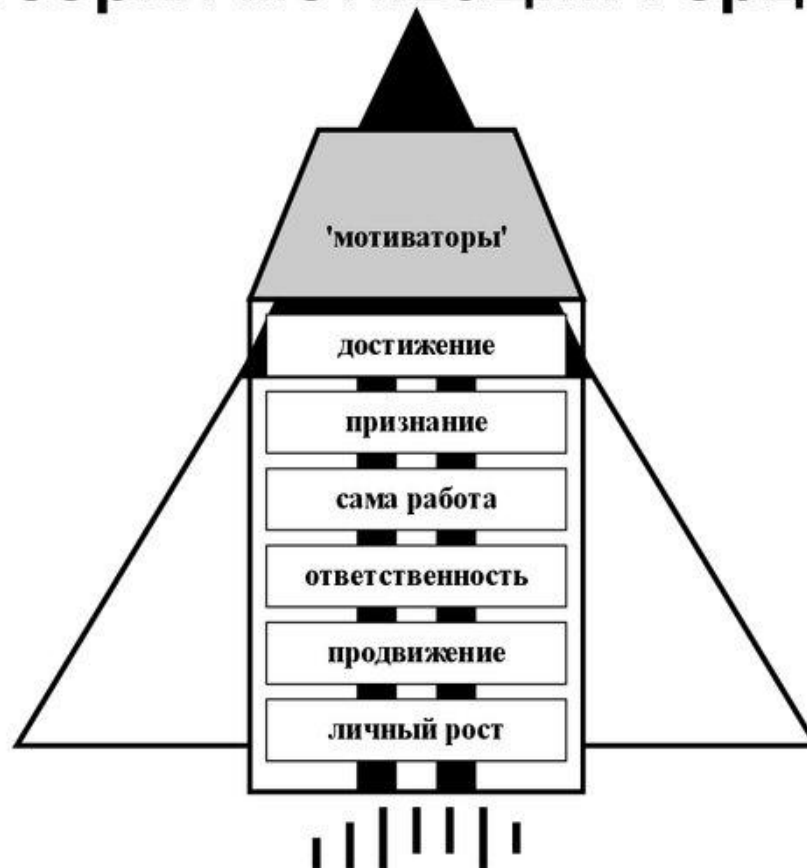 'мотиваторы'
достижение
признание
сама работа
ответственность
продвижение
личный рост